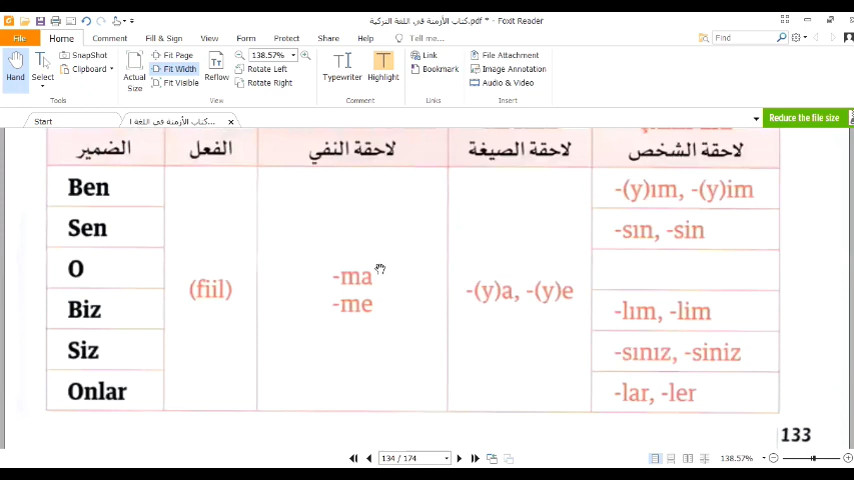 كتاب الأزمنة في اللغة التركية.pdf * - Foxit Reader
File Home Comment Fill & Sign View Form Protect Share Help Tell me... Find
Hand
Select
SnapShot
Clipboard
Tools
Actual Size
Fit Page
Fit Width
Fit Visible
Reflow
138.57%
Rotate Left
Rotate Right
View
Typewriter
Highlight
Comment
Link
Bookmark
Links
File Attachment
Image Annotation
Audio & Video
Insert
Start
كتاب الأزمنة في اللغة ا...
Reduce the file size
الضمير الفعل لاحقة النفي لاحقة الصيغة لاحقة الشخص
Ben -(y)ım, -(y)im
Sen -sın, -sin
O
Biz -lım, -lim
Siz -sınız, -siniz
Onlar -lar, -ler
(fiil)
-ma
-me
-(y)a, -(y)e
133
134 / 174
138.57%